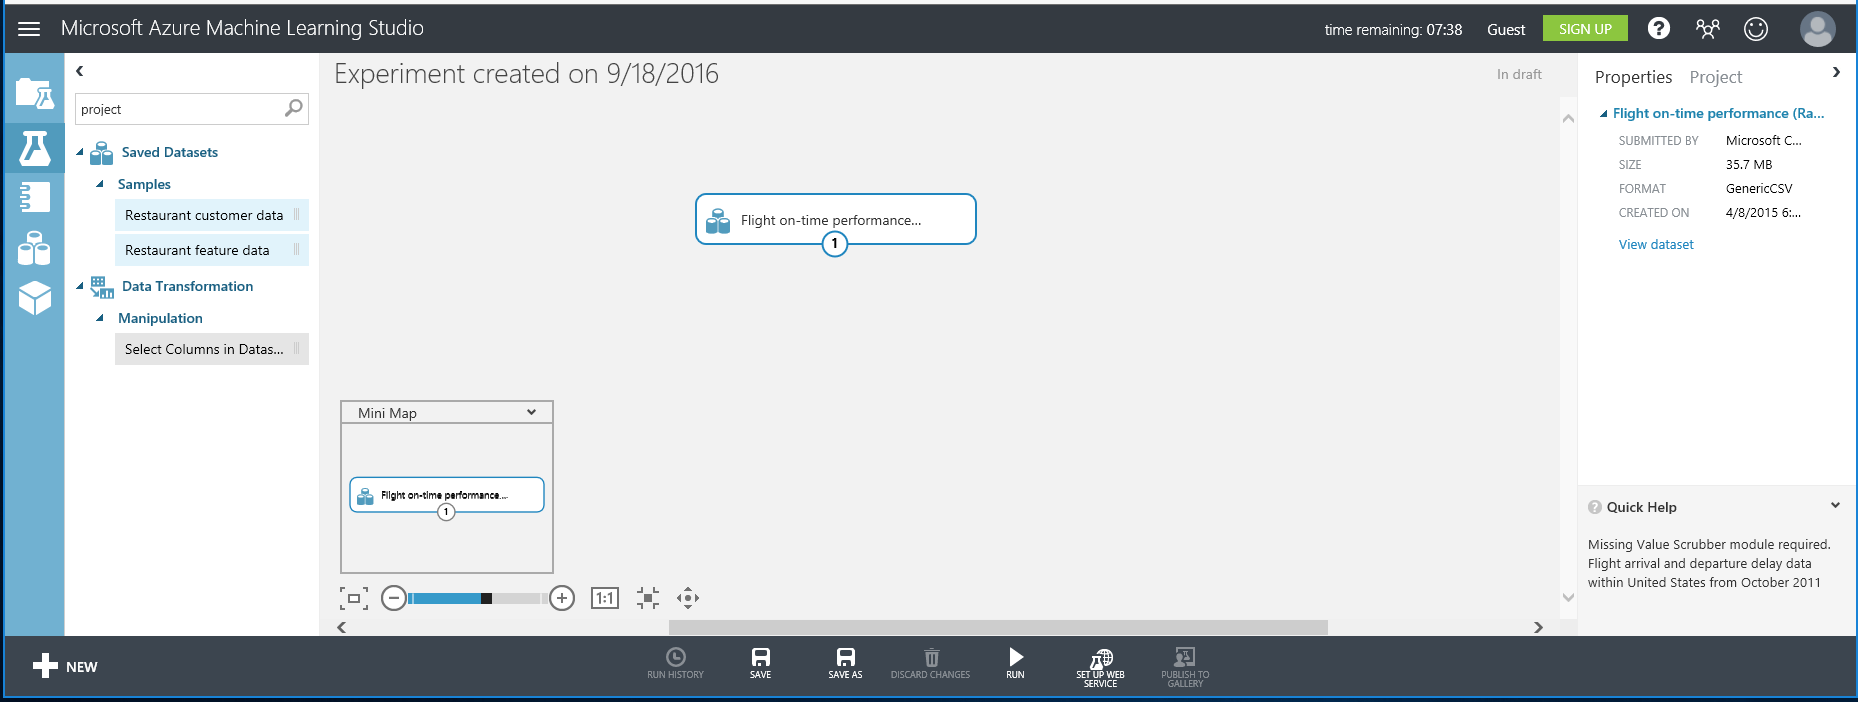 Microsoft Azure Machine Learning Studio
time remaining: 07:38
Guest
SIGN UP
?
project
Saved Datasets
Samples
Restaurant customer data
Restaurant feature data
Data Transformation
Manipulation
Select Columns in Datas...
Experiment created on 9/18/2016
In draft
Flight on-time performance...
1
Mini Map
Flight on-time performance...
1
1:1
Properties Project
Flight on-time performance (Ra...
SUBMITTED BY Microsoft C...
SIZE 35.7 MB
FORMAT GenericCSV
CREATED ON 4/8/2015 6:...
View dataset
? Quick Help
Missing Value Scrubber module required.
Flight arrival and departure delay data
within United States from October 2011
NEW
RUN HISTORY
SAVE
SAVE AS
DISCARD CHANGES
RUN
SET UP WEB
SERVICE
PUBLISH TO
GALLERY